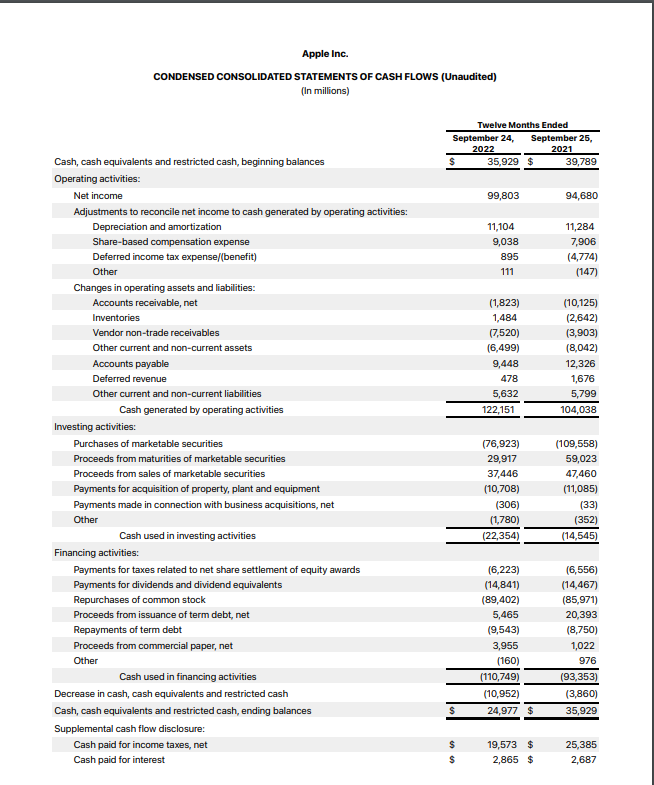 Apple Inc.
CONDENSED CONSOLIDATED STATEMENTS OF CASH FLOWS (Unaudited)
(In millions)
Twelve Months Ended
September 24, 2022 September 25, 2021
Cash, cash equivalents and restricted cash, beginning balances $ 35,929 $ 39,789
Operating activities:
Net income 99,803 94,680
Adjustments to reconcile net income to cash generated by operating activities:
Depreciation and amortization 11,104 11,284
Share-based compensation expense 9,038 7,906
Deferred income tax expense/(benefit) 895 (4,774)
Other 111 (147)
Changes in operating assets and liabilities:
Accounts receivable, net (1,823) (10,125)
Inventories 1,484 (2,642)
Vendor non-trade receivables (7,520) (3,903)
Other current and non-current assets (6,499) (8,042)
Accounts payable 9,448 12,326
Deferred revenue 478 1,676
Other current and non-current liabilities 5,632 5,799
Cash generated by operating activities 122,151 104,038
Investing activities:
Purchases of marketable securities (76,923) (109,558)
Proceeds from maturities of marketable securities 29,917 59,023
Proceeds from sales of marketable securities 37,446 47,460
Payments for acquisition of property, plant and equipment (10,708) (11,085)
Payments made in connection with business acquisitions, net (306) (33)
Other (1,780) (352)
Cash used in investing activities (22,354) (14,545)
Financing activities:
Payments for taxes related to net share settlement of equity awards (6,223) (6,556)
Payments for dividends and dividend equivalents (14,841) (14,467)
Repurchases of common stock (89,402) (85,971)
Proceeds from issuance of term debt, net 5,465 20,393
Repayments of term debt (9,543) (8,750)
Proceeds from commercial paper, net 3,955 1,022
Other (160) 976
Cash used in financing activities (110,749) (93,353)
Decrease in cash, cash equivalents and restricted cash (10,952) (3,860)
Cash, cash equivalents and restricted cash, ending balances $ 24,977 $ 35,929
Supplemental cash flow disclosure:
Cash paid for income taxes, net $ 19,573 $ 25,385
Cash paid for interest $ 2,865 $ 2,687